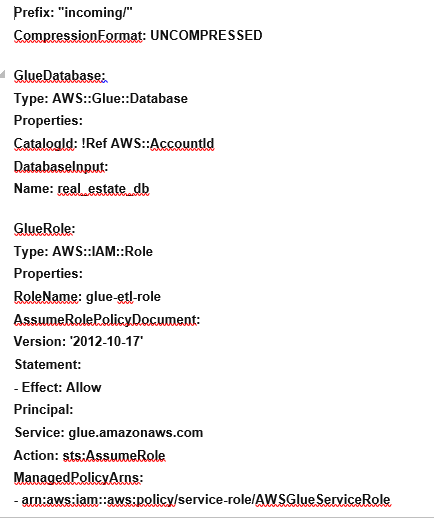 Prefix: "incoming/"
CompressionFormat: UNCOMPRESSED
GlueDatabase:
Type: AWS::Glue::Database
Properties:
CatalogId: !Ref AWS::AccountId
DatabaseInput:
Name: real_estate_db
GlueRole:
Type: AWS::IAM::Role
Properties:
RoleName: glue-etl-role
AssumeRolePolicyDocument:
Version: '2012-10-17'
Statement:
- Effect: Allow
Principal:
Service: glue.amazonaws.com
Action: sts:AssumeRole
ManagedPolicyArns:
- arn:aws:iam::aws:policy/service-role/AWSGlueServiceRole